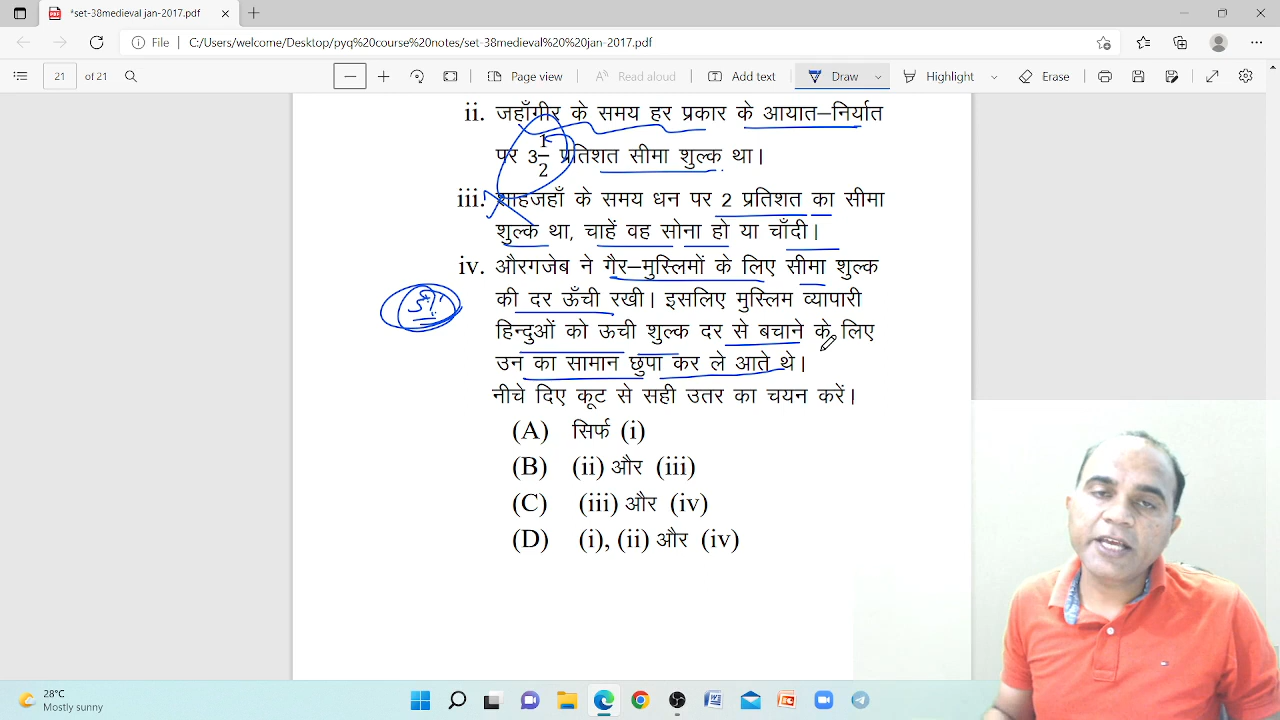 *set-38medieval jan-2017.pdf
File C:/Users/welcome/Desktop/pyq%20course%20notes/set-38medieval%20%20jan-2017.pdf
21 of 21 Page view Read aloud Add text Draw Highlight Erase
ii. जहाँगीर के समय हर प्रकार के आयात–निर्यात
पर 3 1/2 प्रतिशत सीमा शुल्क था।
iii. शाहजहाँ के समय धन पर 2 प्रतिशत का सीमा
शुल्क था, चाहें वह सोना हो या चाँदी।
iv. औरगजेब ने गैर–मुस्लिमों के लिए सीमा शुल्क
की दर ऊँची रखी। इसलिए मुस्लिम व्यापारी
हिन्दुओं को ऊची शुल्क दर से बचाने के लिए
उन का सामान छुपा कर ले आते थे।
नीचे दिए कूट से सही उतर का चयन करें।
(A) सिर्फ (i)
(B) (ii) और (iii)
(C) (iii) और (iv)
(D) (i), (ii) और (iv)
28°C
Mostly sunny